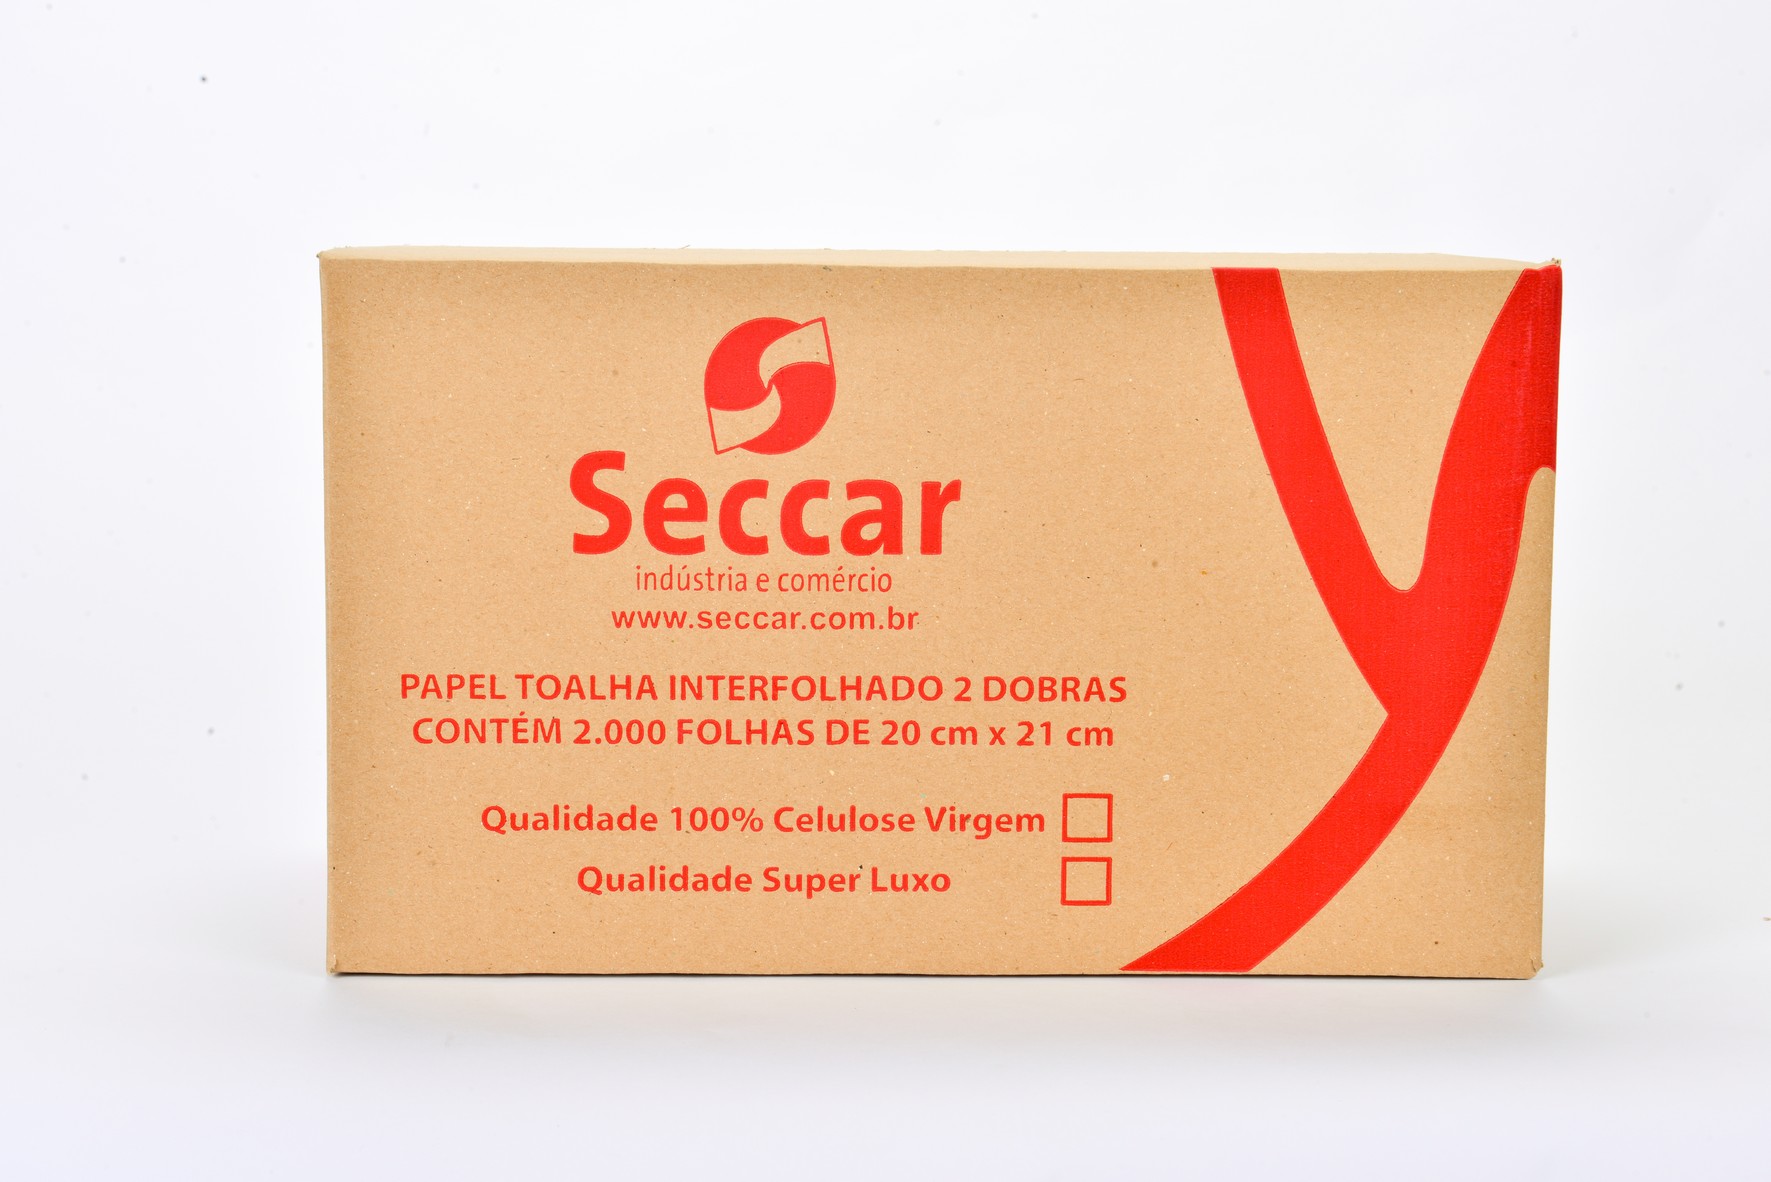 Seccar
indústria e comércio
www.seccar.com.br
PAPEL TOALHA INTERFOLHADO 2 DOBRAS
CONTÉM 2.000 FOLHAS DE 20 cm x 21 cm
Qualidade 100% Celulose Virgem
Qualidade Super Luxo